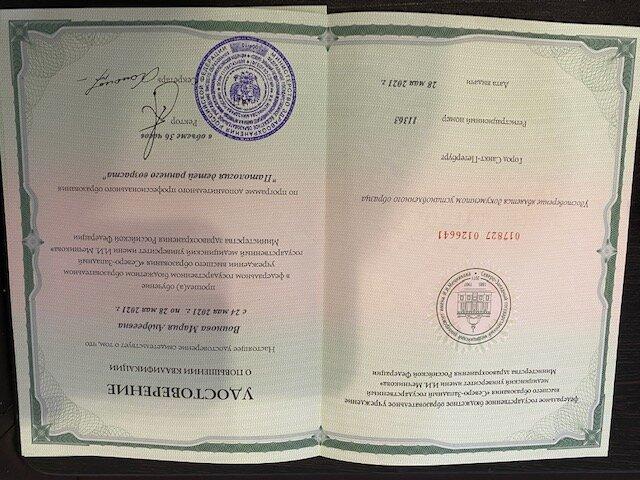 федеральное государственное бюджетное образовательное учреждение
высшего образования «Северо-Западный государственный
медицинский университет имени И.И. Мечникова»
Министерства здравоохранения Российской Федерации
017827 0126641
Удостоверение является документом установленного образца
Город Санкт-Петербург
Регистрационный номер 11363
Дата выдачи 28 мая 2021 г.
УДОСТОВЕРЕНИЕ
О ПОВЫШЕНИИ КВАЛИФИКАЦИИ
Настоящее удостоверение свидетельствует о том, что
Воинова Мария Андреевна
с 24 мая 2021 г. по 28 мая 2021 г.
прошел(а) обучение
в федеральном государственном бюджетном образовательном
учреждении высшего образования «Северо-Западный
государственный медицинский университет имени И.И. Мечникова»
Министерства здравоохранения Российской Федерации
по программе дополнительного профессионального образования
"Патология детей раннего возраста"
в объеме 36 часов
Ректор
Секретарь